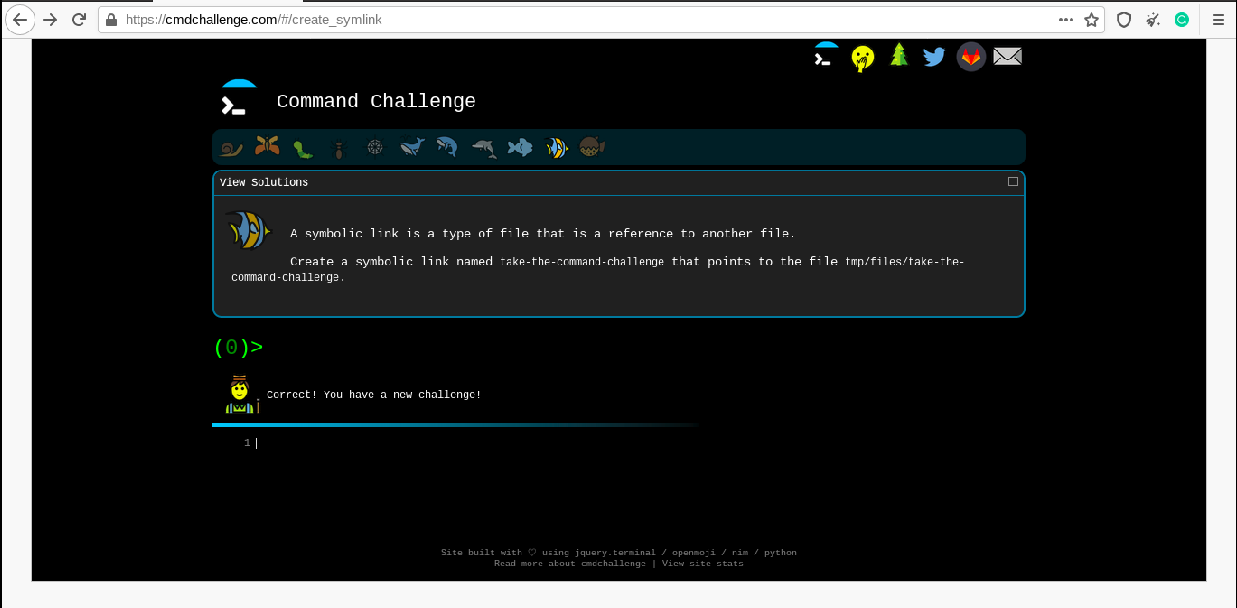 https://cmdchallenge.com/#/create_symlink
Command Challenge
View Solutions
A symbolic link is a type of file that is a reference to another file.
Create a symbolic link named take-the-command-challenge that points to the file tmp/files/take-the-
command-challenge.
(0)>
Correct! You have a new challenge!
1
Site built with ♡ using jquery.terminal / openmoji / nim / python
Read more about cmdchallenge | View site stats